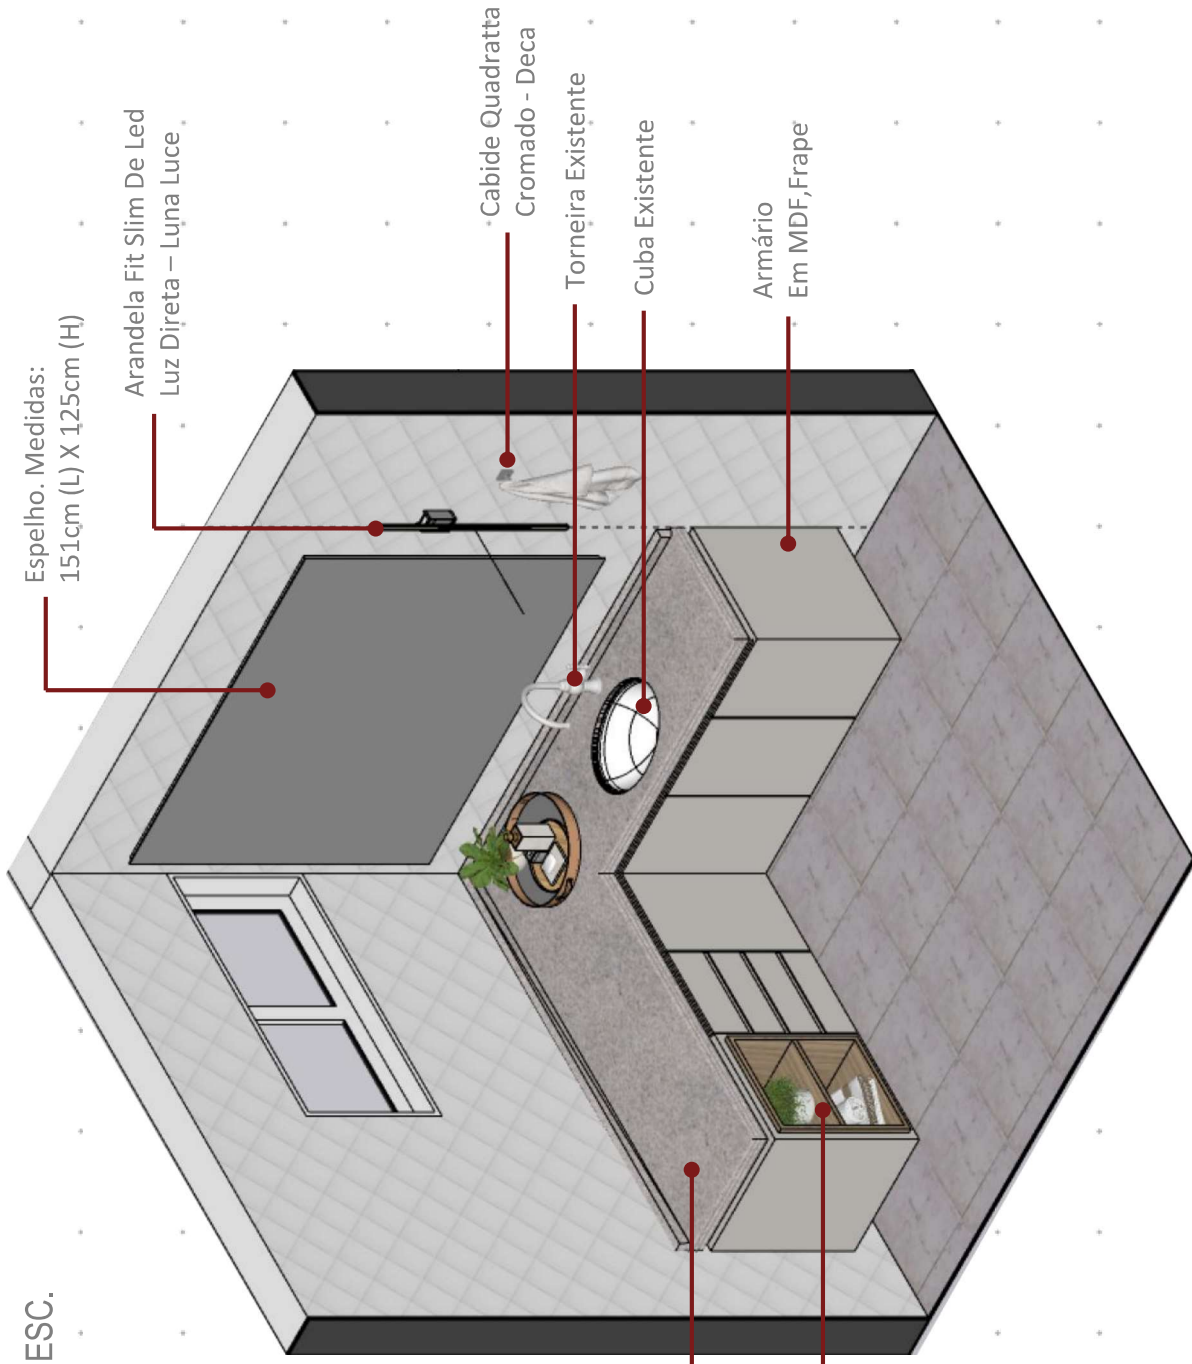 ESC.
Espelho. Medidas:
151cm (L) X 125cm (H)
Arandela Fit Slim De Led
Luz Direta – Luna Luce
Cabide Quadratta
Cromado - Deca
Torneira Existente
Cuba Existente
Armário
Em MDF,Frape